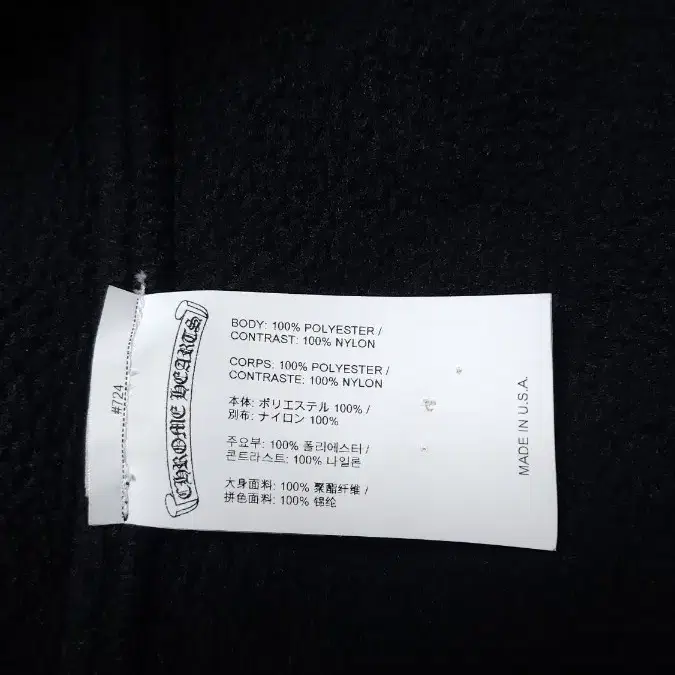 #724
CHROME HEARTS
BODY: 100% POLYESTER /
CONTRAST: 100% NYLON
CORPS: 100% POLYESTER /
CONTRASTE: 100% NYLON
本体: ポリエステル 100% /
別布: ナイロン 100%
주요부: 100% 폴리에스터 /
콘트라스트: 100% 나일론
大身面料: 100% 聚酯纤维 /
拼色面料: 100% 锦纶
MADE IN U.S.A.